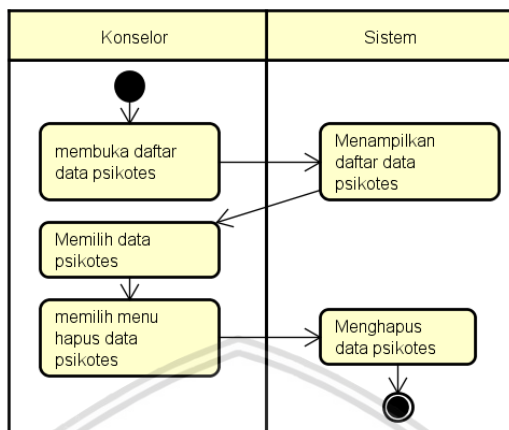 Konselor
Sistem
membuka daftar
data psikotes
Menampilkan
daftar data
psikotes
Memilih data
psikotes
memilih menu
hapus data
psikotes
Menghapus
data psikotes